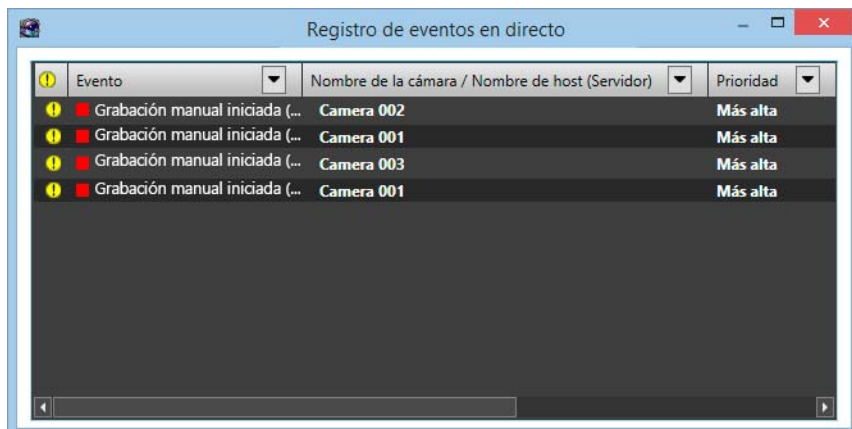 Registro de eventos en directo
Evento Nombre de la cámara / Nombre de host (Servidor) Prioridad
Grabación manual iniciada (... Camera 002 Más alta
Grabación manual iniciada (... Camera 001 Más alta
Grabación manual iniciada (... Camera 003 Más alta
Grabación manual iniciada (... Camera 001 Más alta